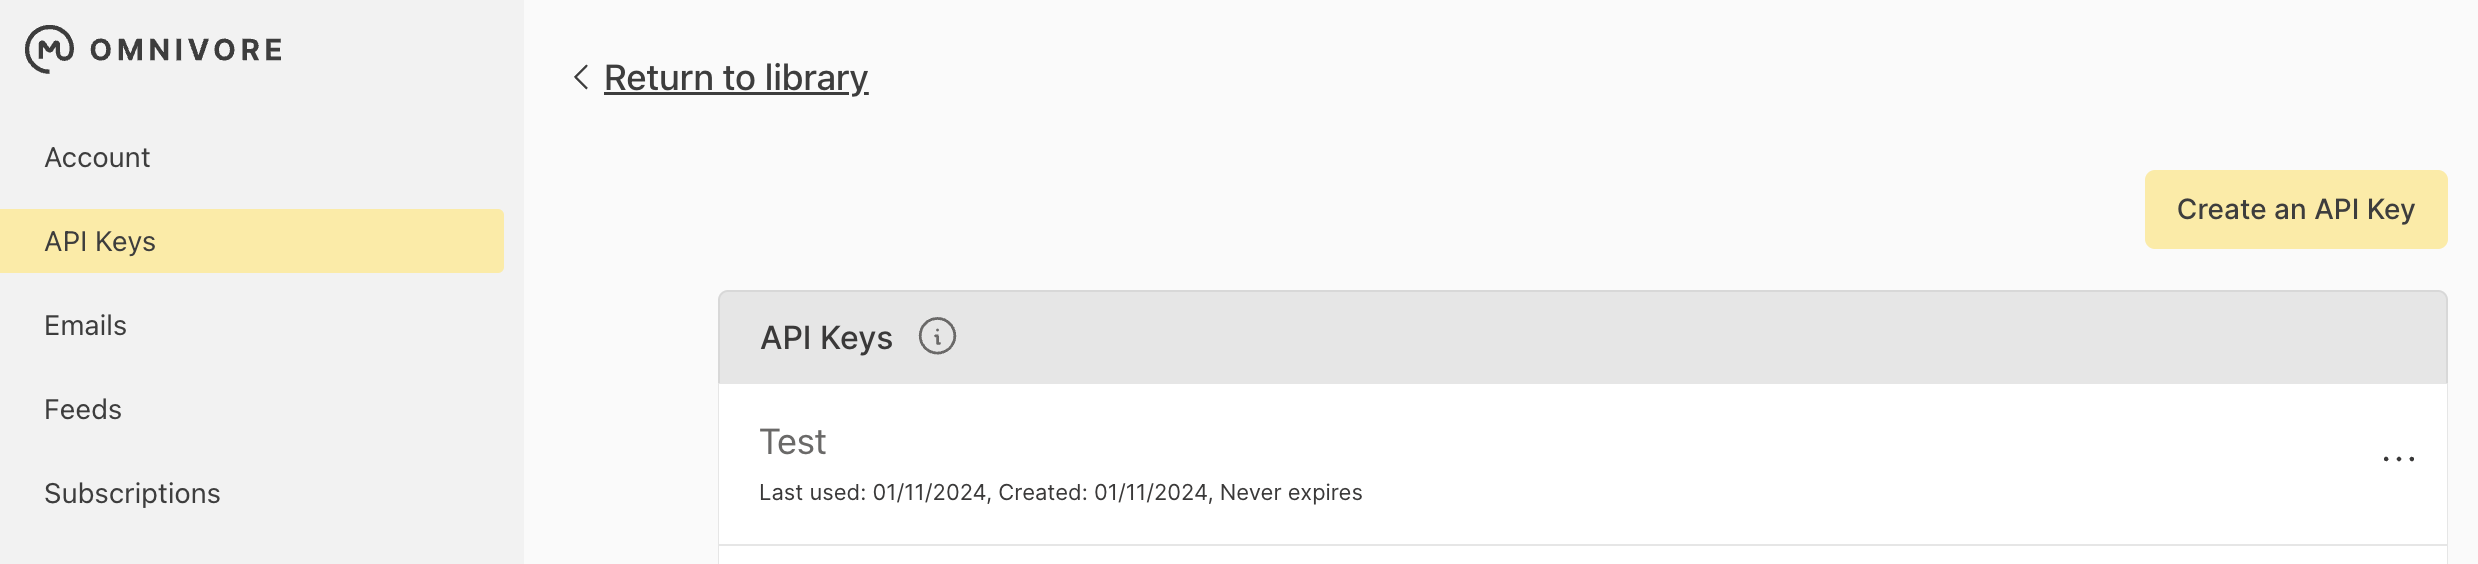 OMNIVORE
Account
API Keys
Emails
Feeds
Subscriptions
Return to library
Create an API Key
API Keys
Test
Last used: 01/11/2024, Created: 01/11/2024, Never expires